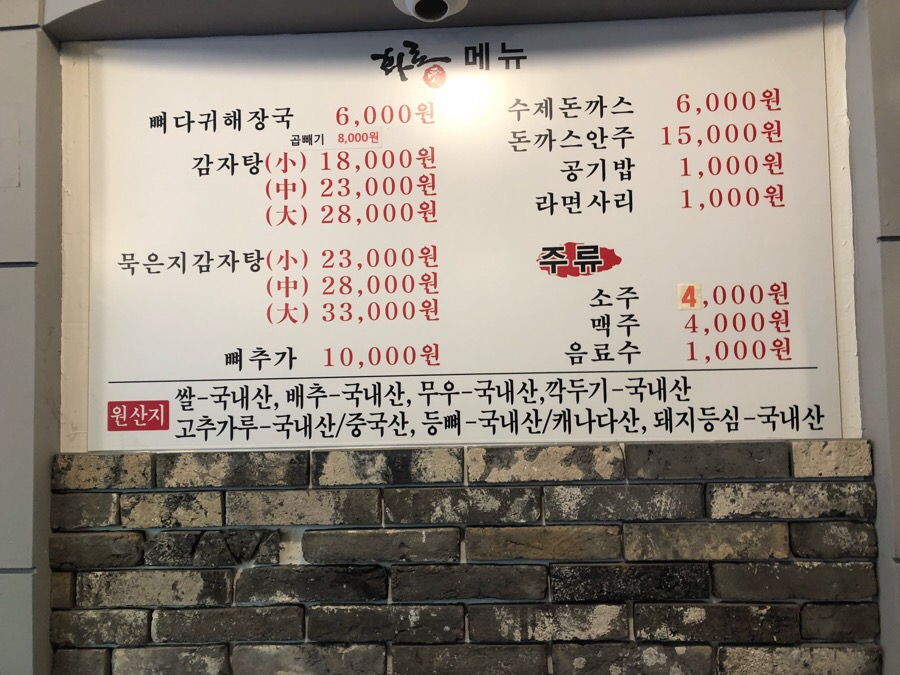 화룡 메뉴
뼈다귀해장국 6,000원
곱빼기 8,000원
감자탕(小) 18,000원
(中) 23,000원
(大) 28,000원
묵은지감자탕(小) 23,000원
(中) 28,000원
(大) 33,000원
뼈추가 10,000원
수제돈까스 6,000원
돈까스안주 15,000원
공기밥 1,000원
라면사리 1,000원
주류
소주 4,000원
맥주 4,000원
음료수 1,000원
원산지
쌀-국내산, 배추-국내산, 무우-국내산,깍두기-국내산
고추가루-국내산/중국산, 등뼈-국내산/캐나다산, 돼지등심-국내산